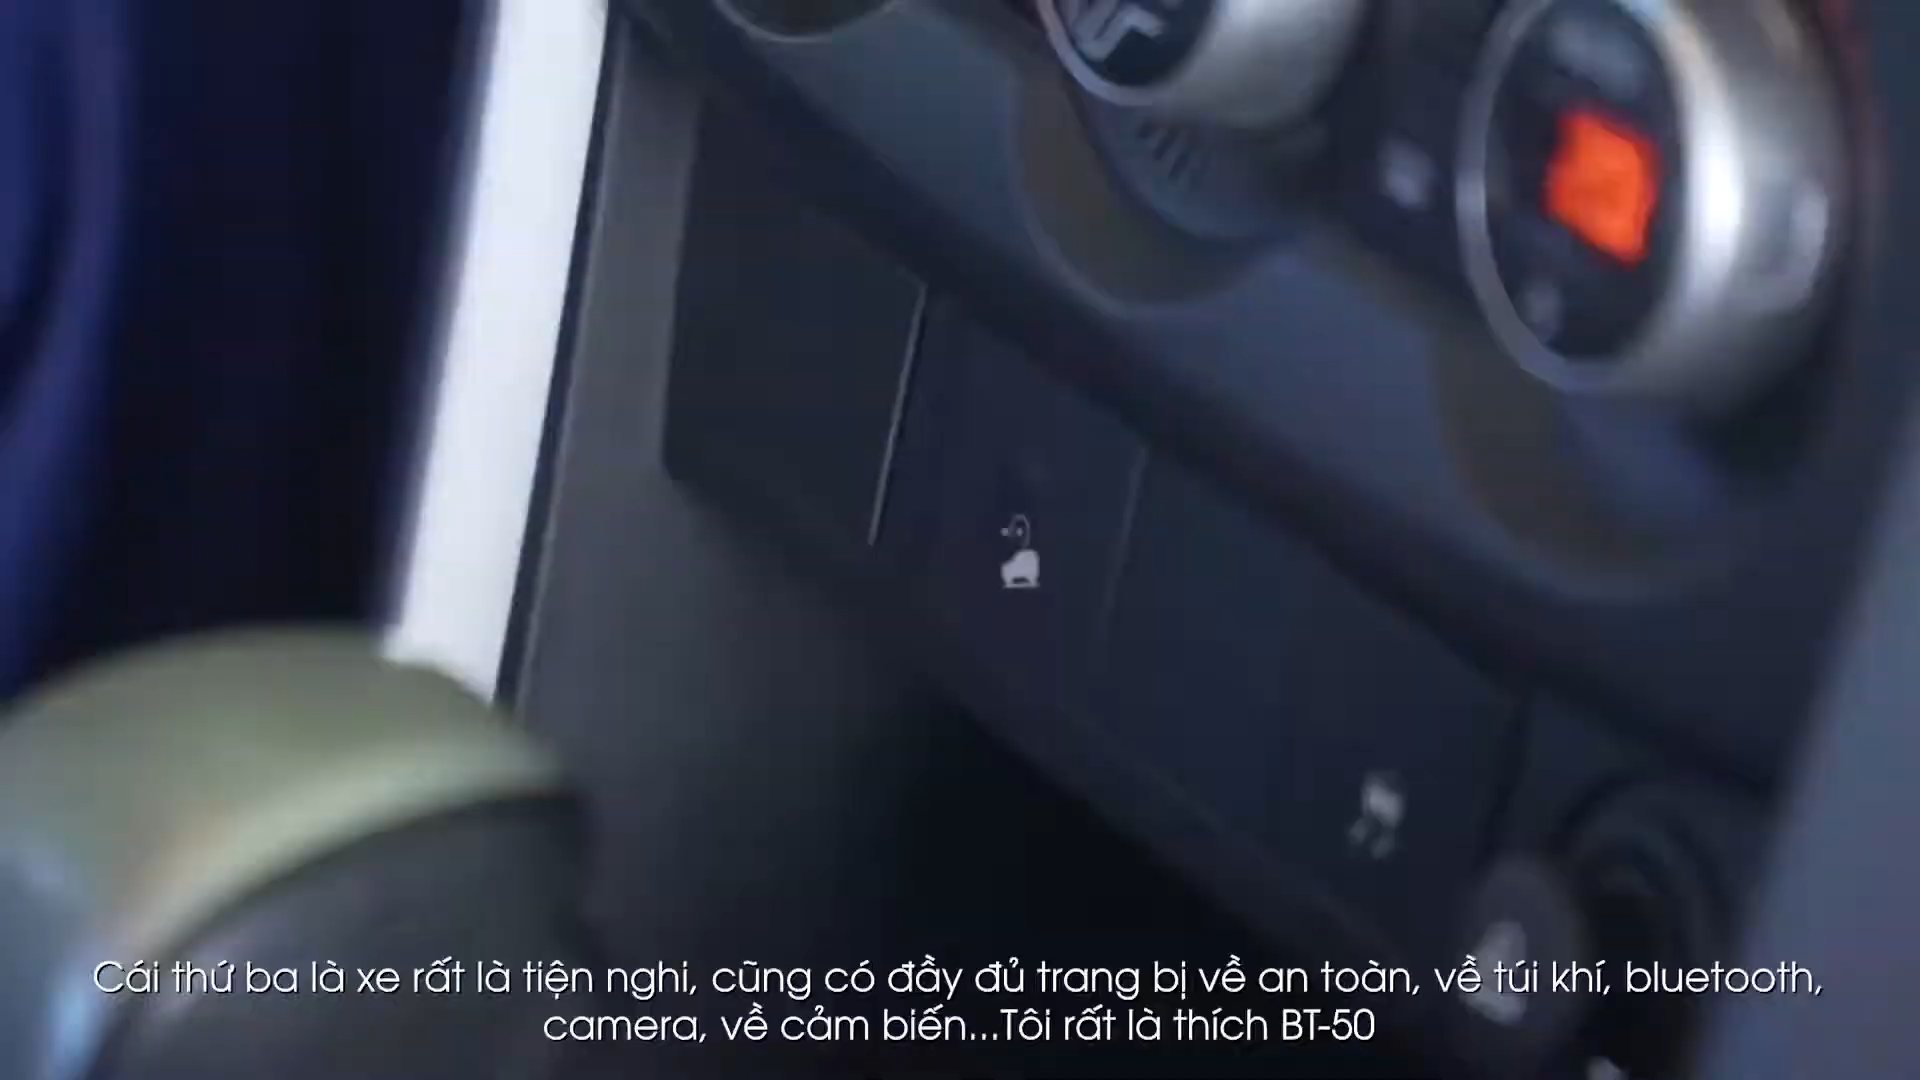 Cái thứ ba là xe rất là tiện nghi, cũng có đầy đủ trang bị về an toàn, về túi khí, bluetooth,
camera, về cảm biến...Tôi rất là thích BT-50